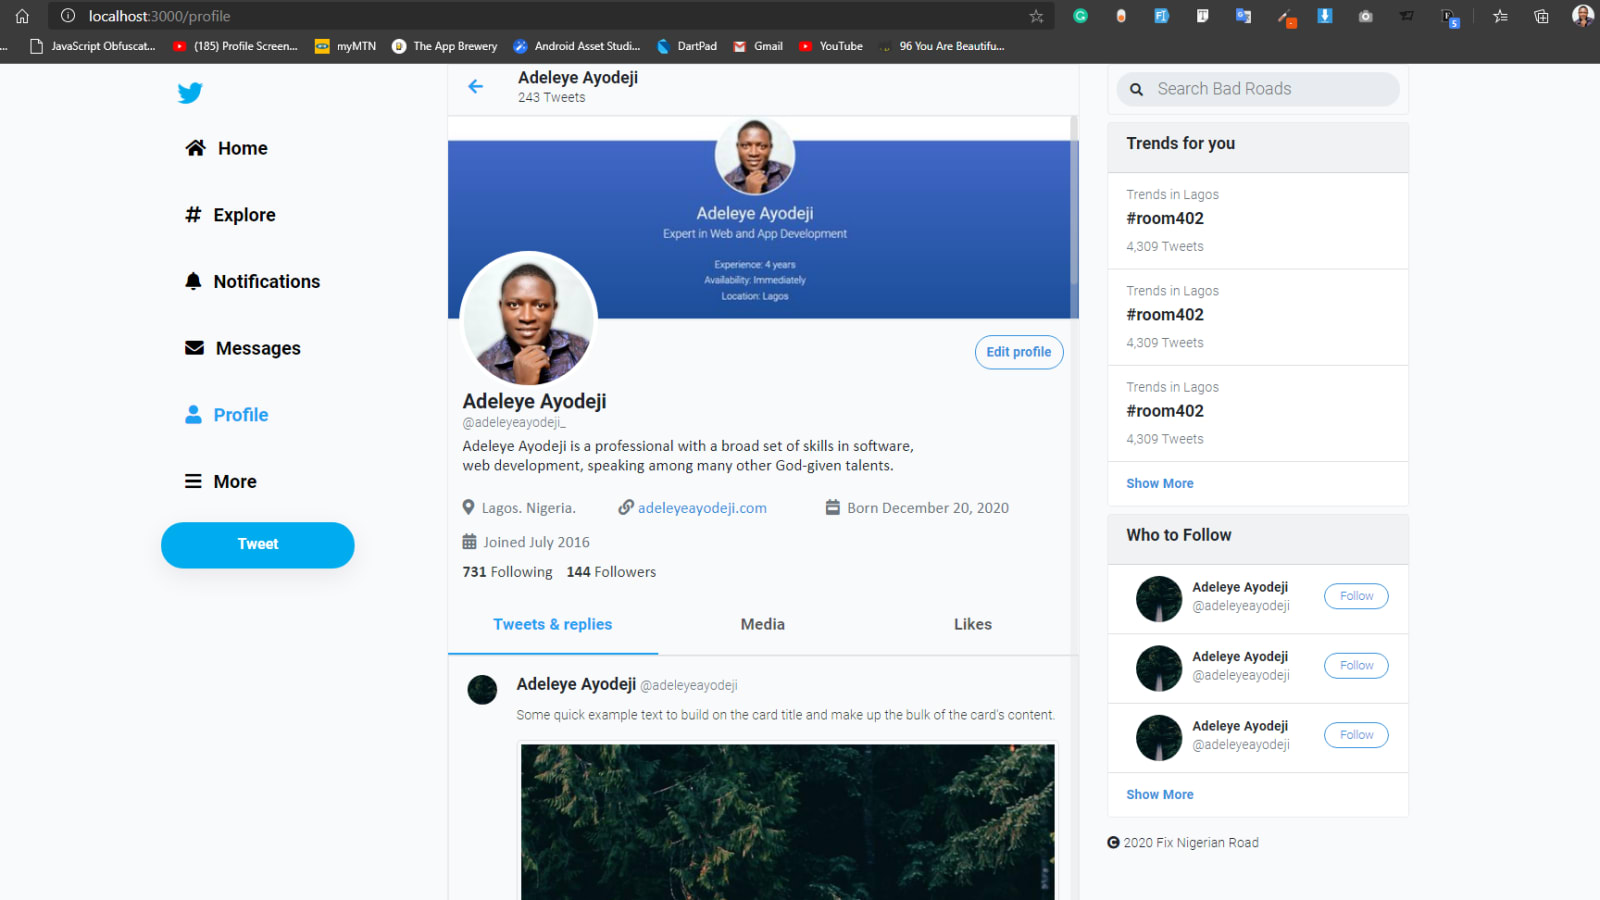 localhost:3000/profile
...
JavaScript Obfuscat...
(185) Profile Screen...
myMTN
The App Brewery
Android Asset Studi...
DartPad
Gmail
YouTube
96 You Are Beautifu...
Home
Explore
Notifications
Messages
Profile
More
Tweet
Adeleye Ayodeji
243 Tweets
Adeleye Ayodeji
Expert in Web and App Development
Experience: 4 years
Availability: Immediately
Location: Lagos
Edit profile
Adeleye Ayodeji
@adeleyeayodeji_
Adeleye Ayodeji is a professional with a broad set of skills in software,
web development, speaking among many other God-given talents.
Lagos. Nigeria. adeleyeayodeji.com Born December 20, 2020
Joined July 2016
731 Following 144 Followers
Tweets & replies Media Likes
Adeleye Ayodeji @adeleyeayodeji
Some quick example text to build on the card title and make up the bulk of the card's content.
Search Bad Roads
Trends for you
Trends in Lagos
#room402
4,309 Tweets
Trends in Lagos
#room402
4,309 Tweets
Trends in Lagos
#room402
4,309 Tweets
Show More
Who to Follow
Adeleye Ayodeji
@adeleyeayodeji
Follow
Adeleye Ayodeji
@adeleyeayodeji
Follow
Adeleye Ayodeji
@adeleyeayodeji
Follow
Show More
© 2020 Fix Nigerian Road